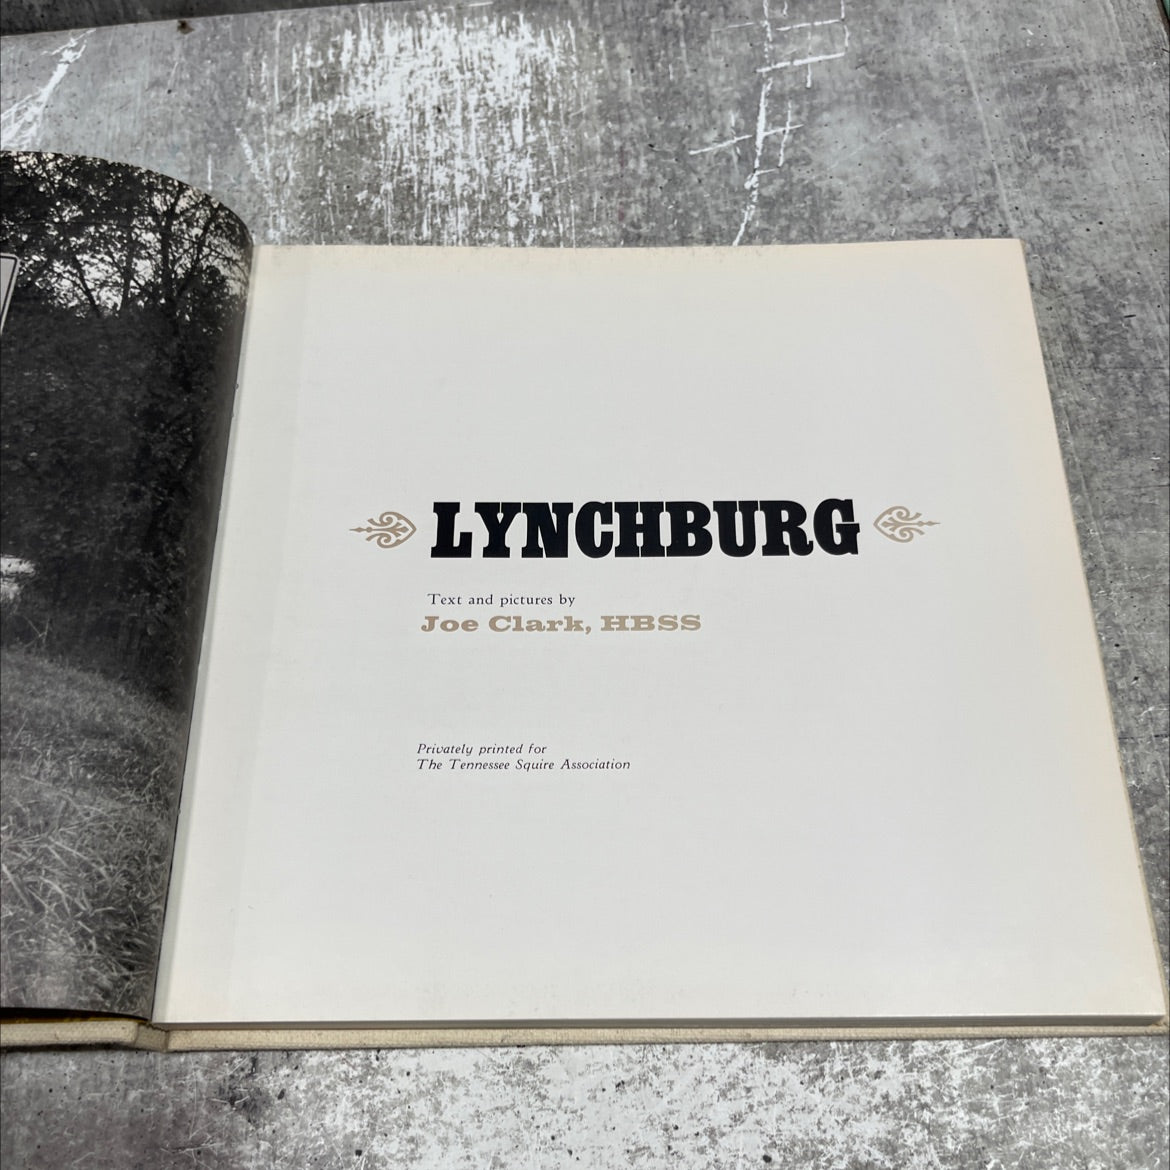 LYNCHBURG
Text and pictures by
Joe Clark, HBSS
Privately printed for
The Tennessee Squire Association